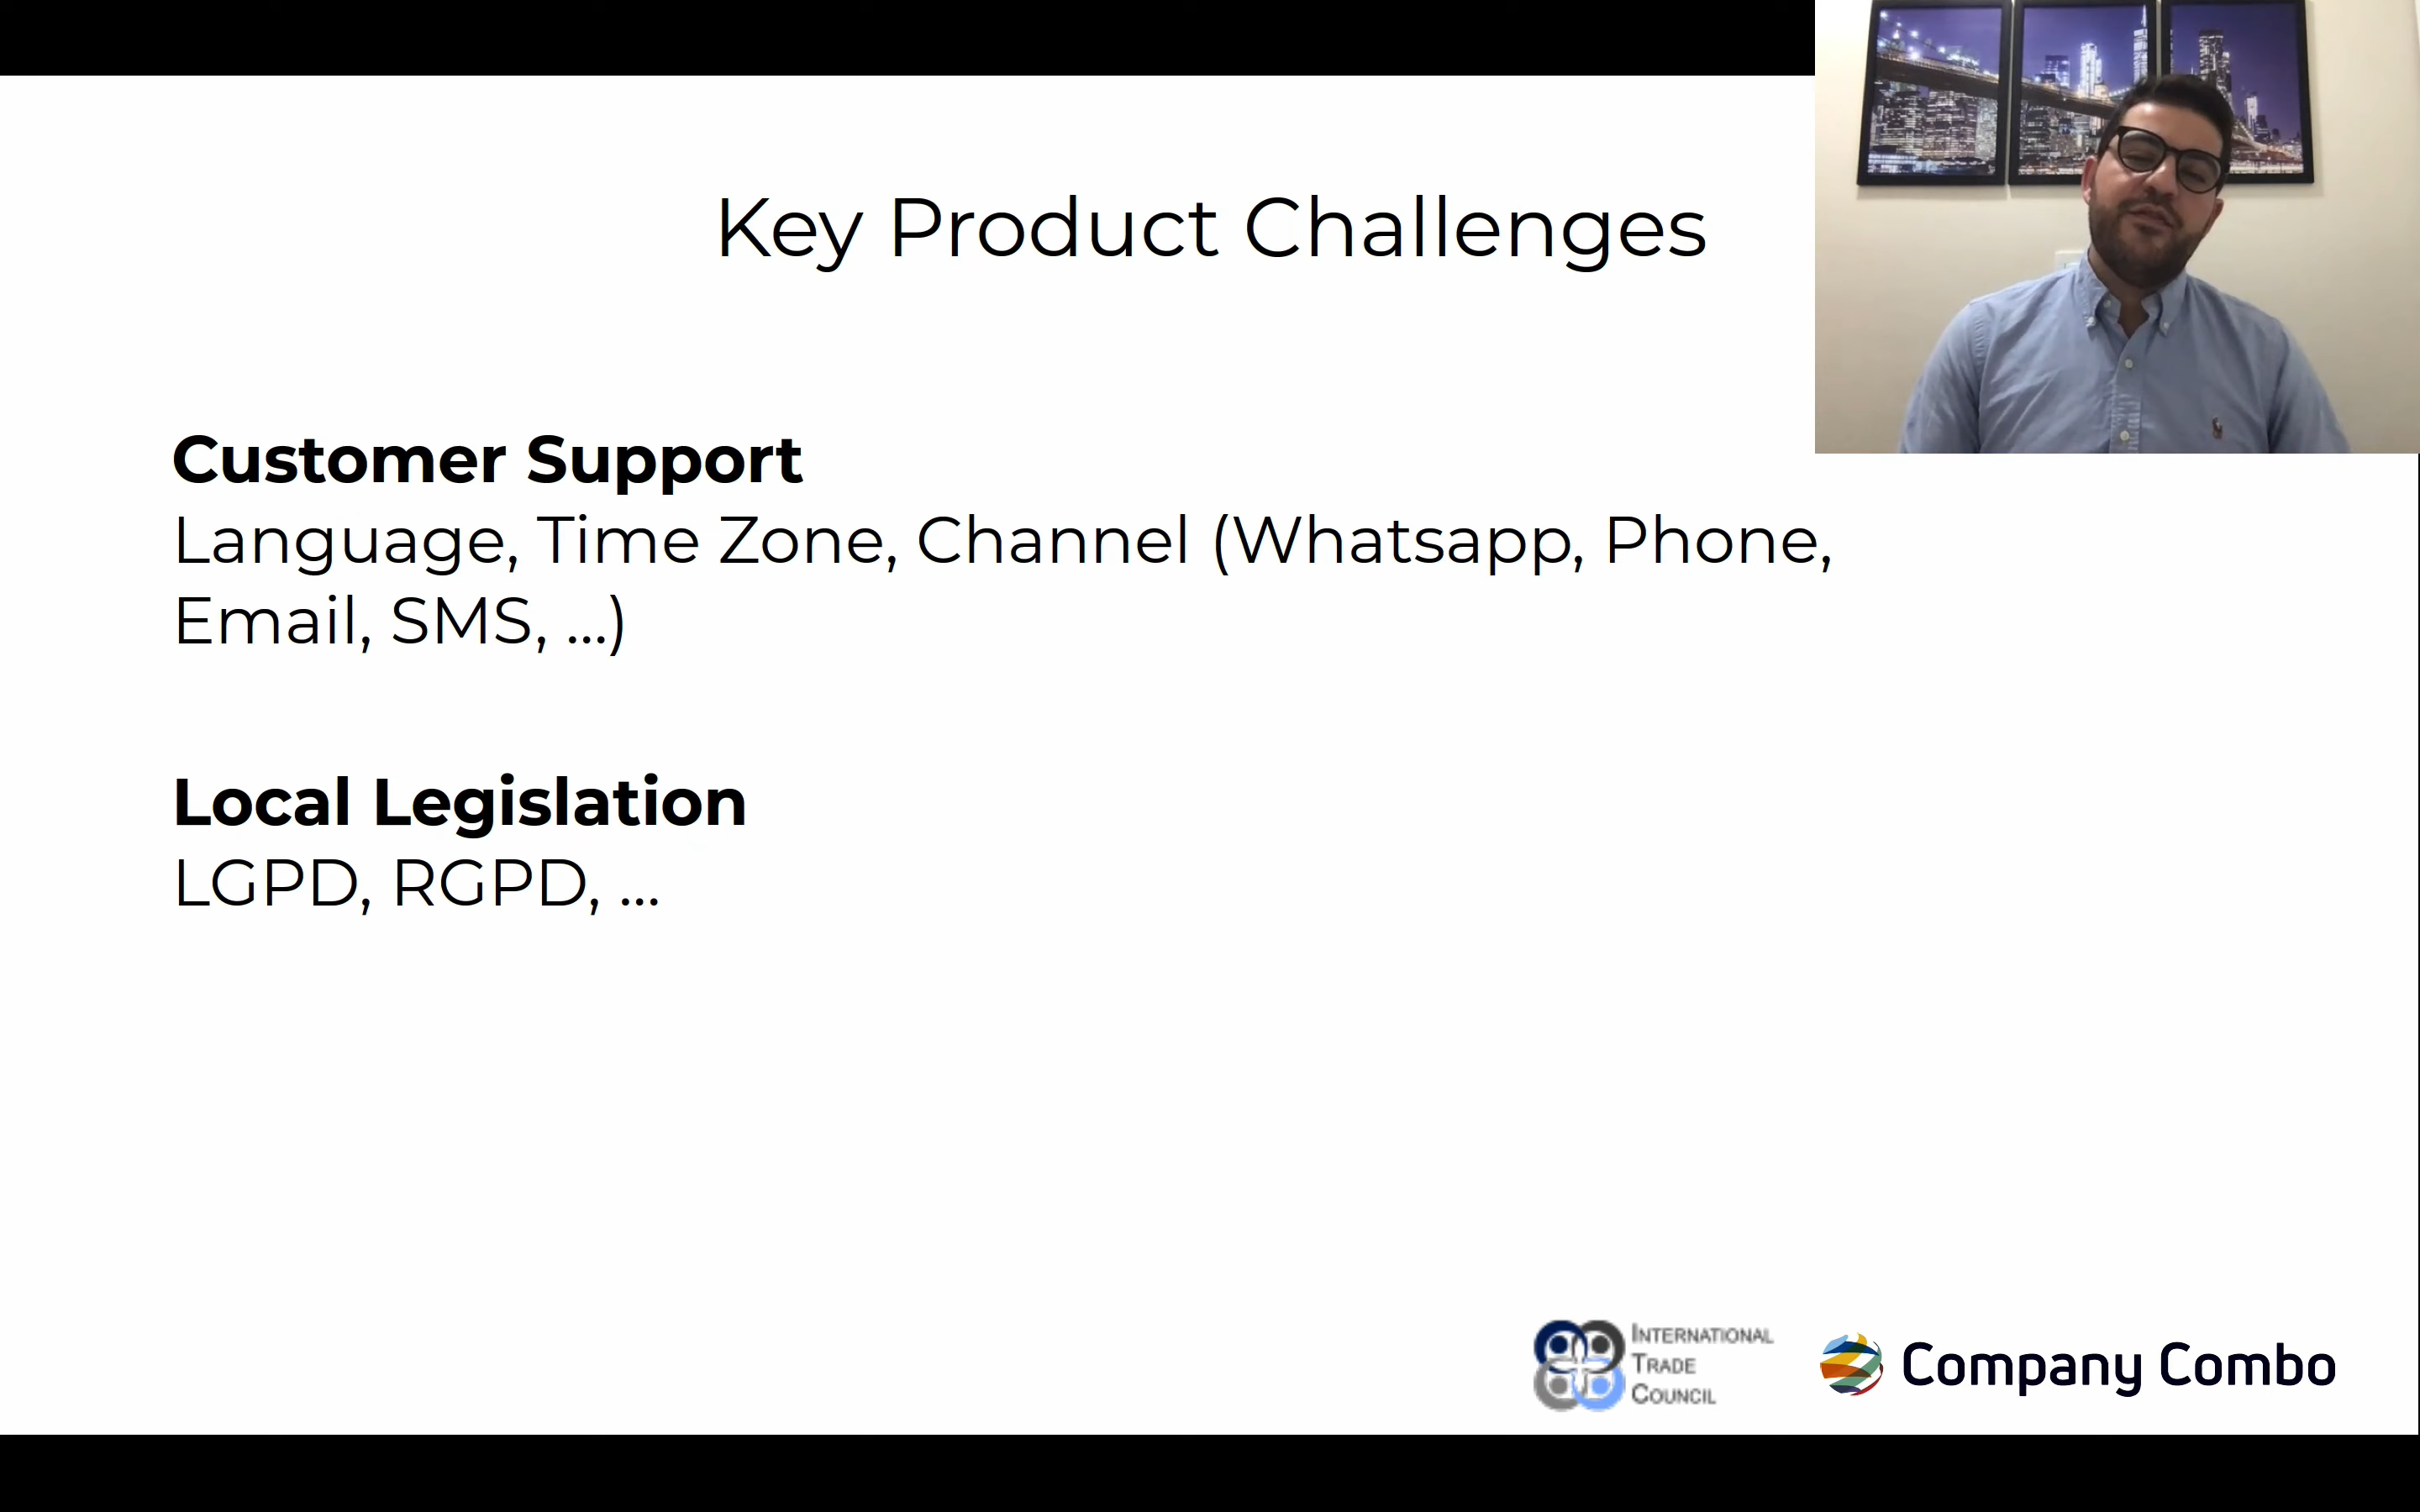 Key Product Challenges
Customer Support
Language, Time Zone, Channel (Whatsapp, Phone,
Email, SMS, ...)
Local Legislation
LGPD, RGPD, ...
INTERNATIONAL
TRADE
COUNCIL
Company Combo